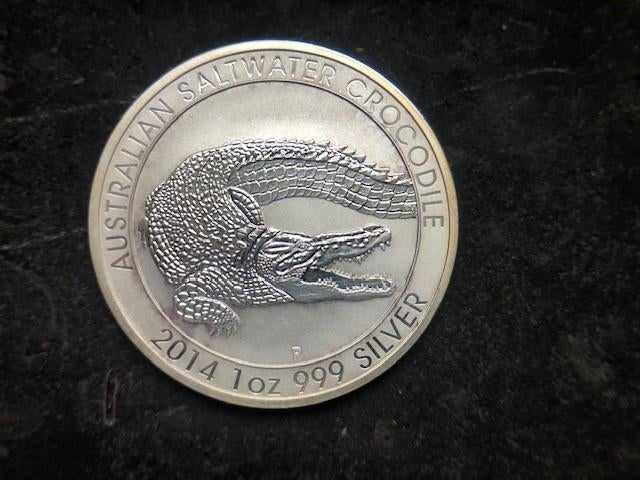 AUSTRALIAN SALTWATER CROCODILE
P
2014 1oz 999 SILVER